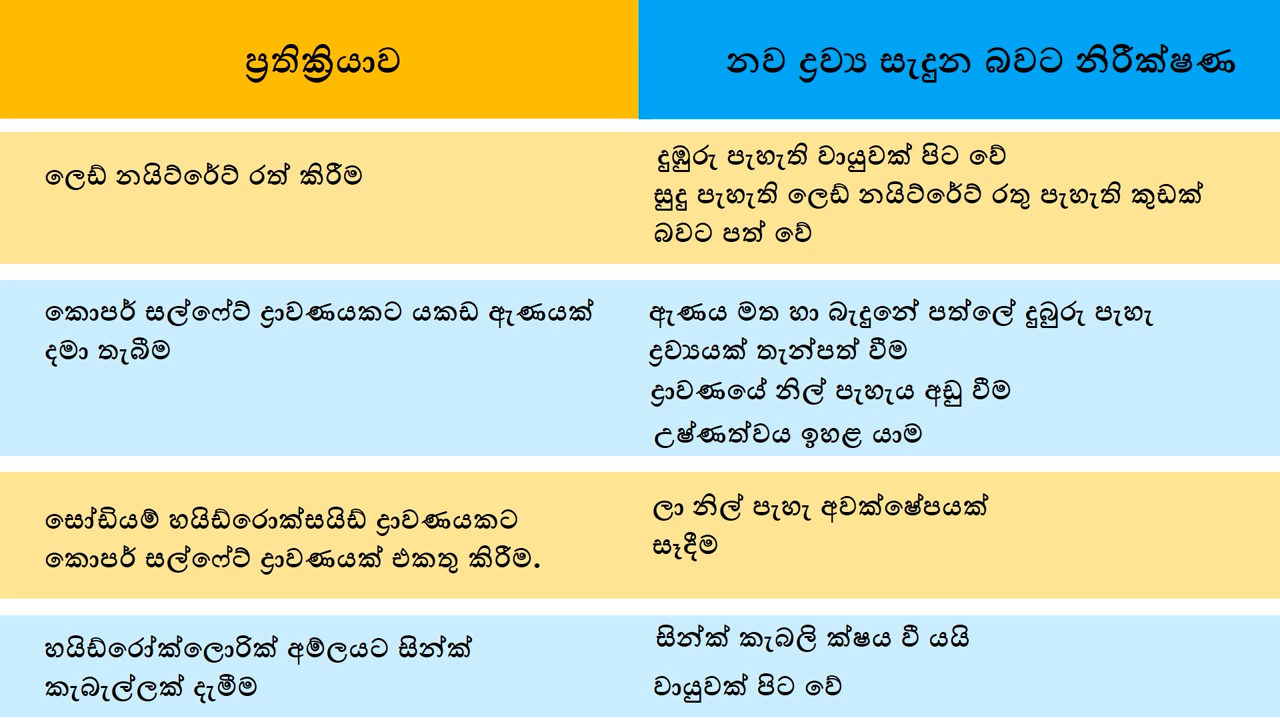 ප්‍රතික්‍රියාව
නව ද්‍රව්‍ය සැදුන බවට නිරීක්ෂණ
ලෙඩ් නයිට්රේට් රත් කිරීම
දුඹුරු පැහැති වායුවක් පිට වේ
සුදු පැහැති ලෙඩ් නයිට්රේට් රතු පැහැති කුඩක්
බවට පත් වේ
කොපර් සල්ෆේට් ද්‍රාවණයකට යකඩ ඇණයක්
දමා තැබීම
ඇණය මත හා බැදුනේ පත්ලේ දුබුරු පැහැ
ද්‍රව්‍යයක් තැන්පත් වීම
ද්‍රාවණයේ නිල් පැහැය අඩු වීම
උෂ්ණත්වය ඉහළ යාම
සෝඩියම් හයිඩ්රොක්සයිඩ් ද්‍රාවණයකට
කොපර් සල්ෆේට් ද්‍රාවණයක් එකතු කිරීම.
ලා නිල් පැහැ අවක්ෂේපයක්
සෑදීම
හයිඩ්රෝක්ලොරික් අම්ලයට සින්ක්
කැබැල්ලක් දැමීම
සින්ක් කැබලි ක්ෂය වී යයි
වායුවක් පිට වේ